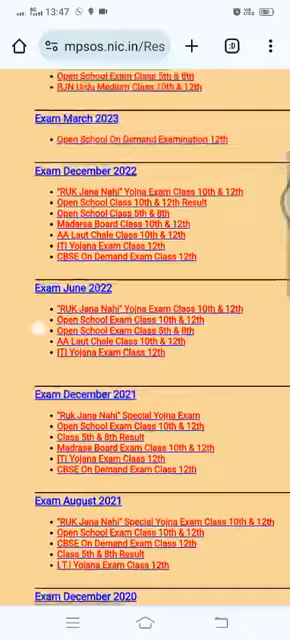 13:47
mpsos.nic.in/Res
Open School Exam Class 5th & 8th
RJN Urdu Medium Class 10th & 12th
Exam March 2023
Open School On Demand Examination 12th
Exam December 2022
"RUK Jana Nahi" Yojna Exam Class 10th & 12th
Open School Class 10th & 12th Result
Open School Class 5th & 8th
Madarsa Board Class 10th & 12th
AA Laut Chale Class 10th & 12th
ITI Yojana Exam Class 12th
CBSE On Demand Exam Class 12th
Exam June 2022
"RUK Jana Nahi" Yojna Exam Class 10th & 12th
Open School Exam Class 10th & 12th
Open School Exam Class 5th & 8th
AA Laut Chale Class 10th & 12th
ITI Yojana Exam Class 12th
Exam December 2021
"Ruk Jana Nahi" Special Yojna Exam
Open School Exam Class 10th & 12th
Class 5th & 8th Result
Madrasa Board Exam Class 10th & 12th
ITI Yojana Exam Class 12th
CBSE On Demand Exam Class 12th
Exam August 2021
"RUK Jana Nahi" Special Yojna Exam Class 10th & 12th
Open School Exam Class 10th & 12th
CBSE On Demand Exam Class 12th
Class 5th & 8th Result
I.T.I Yojana Exam Class 12th
Exam December 2020